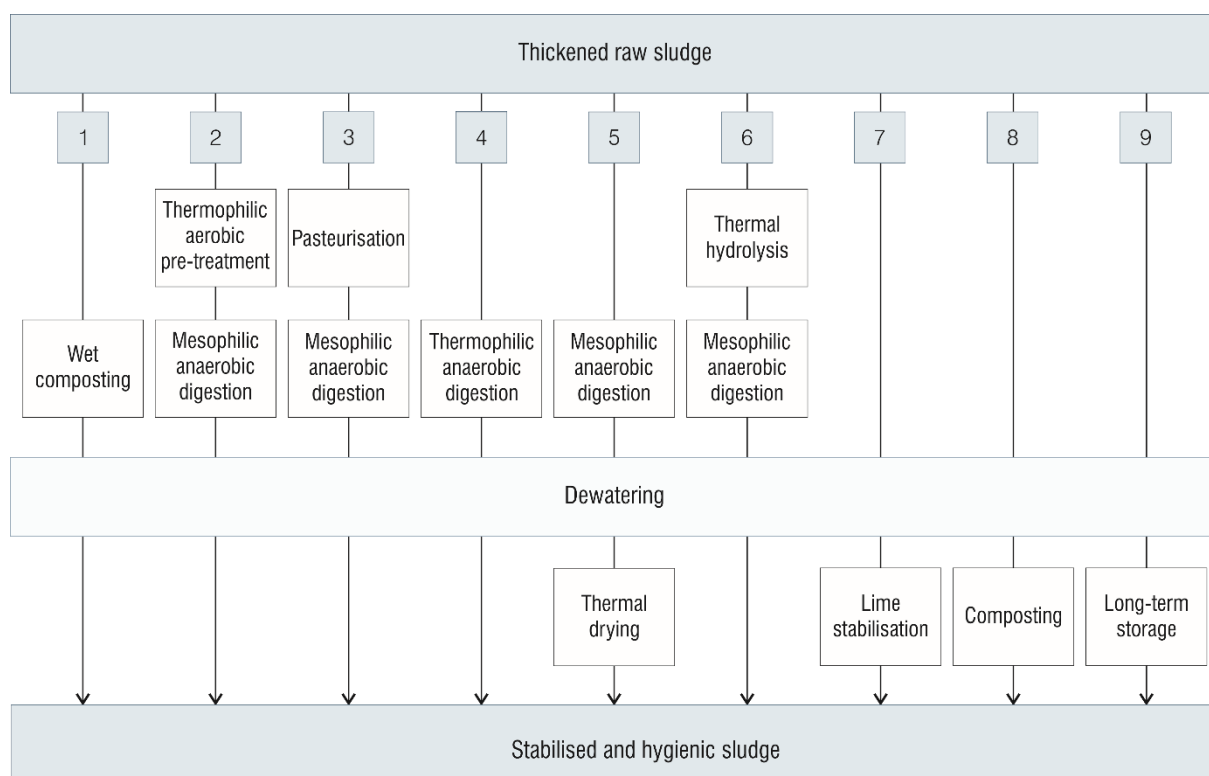 Thickened raw sludge
1
2
3
4
5
6
7
8
9
Thermophilic
aerobic
pre-treatment
Pasteurisation
Thermal
hydrolysis
Wet
composting
Mesophilic
anaerobic
digestion
Mesophilic
anaerobic
digestion
Thermophilic
anaerobic
digestion
Mesophilic
anaerobic
digestion
Mesophilic
anaerobic
digestion
Dewatering
Thermal
drying
Lime
stabilisation
Composting
Long-term
storage
Stabilised and hygienic sludge